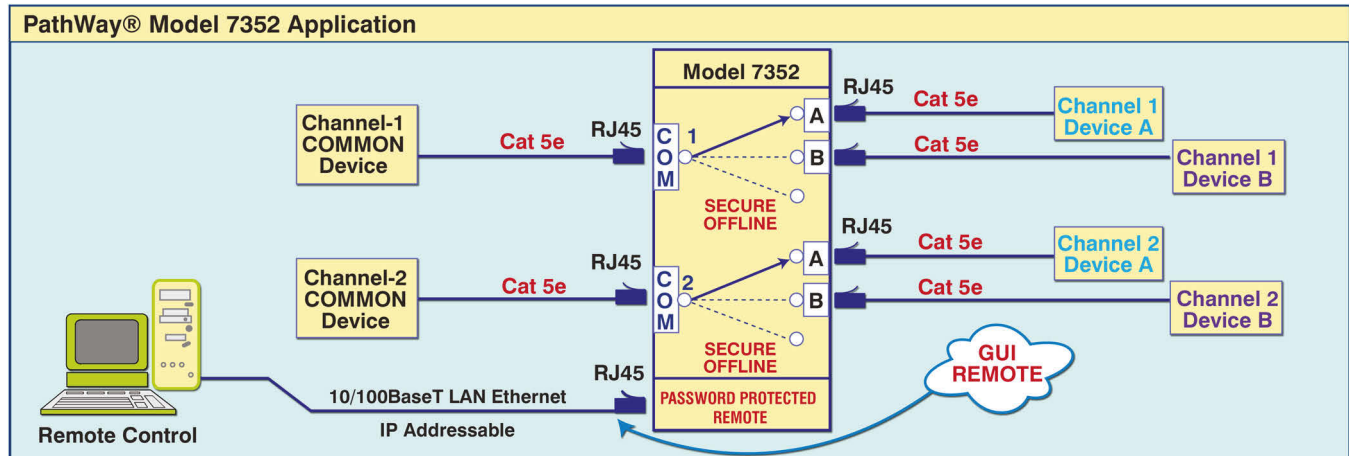 PathWay® Model 7352 Application
Model 7352
Channel-1
COMMON
Device
Cat 5e
RJ45
C
O
M
1
A
B
SECURE
OFFLINE
RJ45
Cat 5e
Channel 1
Device A
Cat 5e
Channel 1
Device B
Channel-2
COMMON
Device
Cat 5e
RJ45
C
O
M
2
A
B
SECURE
OFFLINE
RJ45
Cat 5e
Channel 2
Device A
Cat 5e
Channel 2
Device B
Remote Control
10/100BaseT LAN Ethernet
IP Addressable
RJ45
PASSWORD PROTECTED
REMOTE
GUI
REMOTE